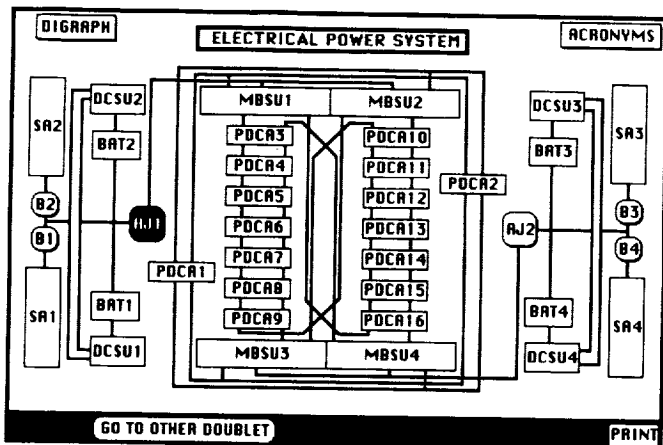 DIGRAPH
ELECTRICAL POWER SYSTEM
ACRONYMS
SA2
DCSU2
BAT2
B2
B1
AJ1
SA1
BAT1
DCSU1
PDCA1
MBSU1
MBSU2
PDCA3
PDCA4
PDCA5
PDCA6
PDCA7
PDCA8
PDCA9
PDCA10
PDCA11
PDCA12
PDCA13
PDCA14
PDCA15
PDCA16
MBSU3
MBSU4
PDCA2
AJ2
DCSU3
BAT3
SA3
B3
B4
BAT4
DCSU4
SA4
GO TO OTHER DOUBLET
PRINT